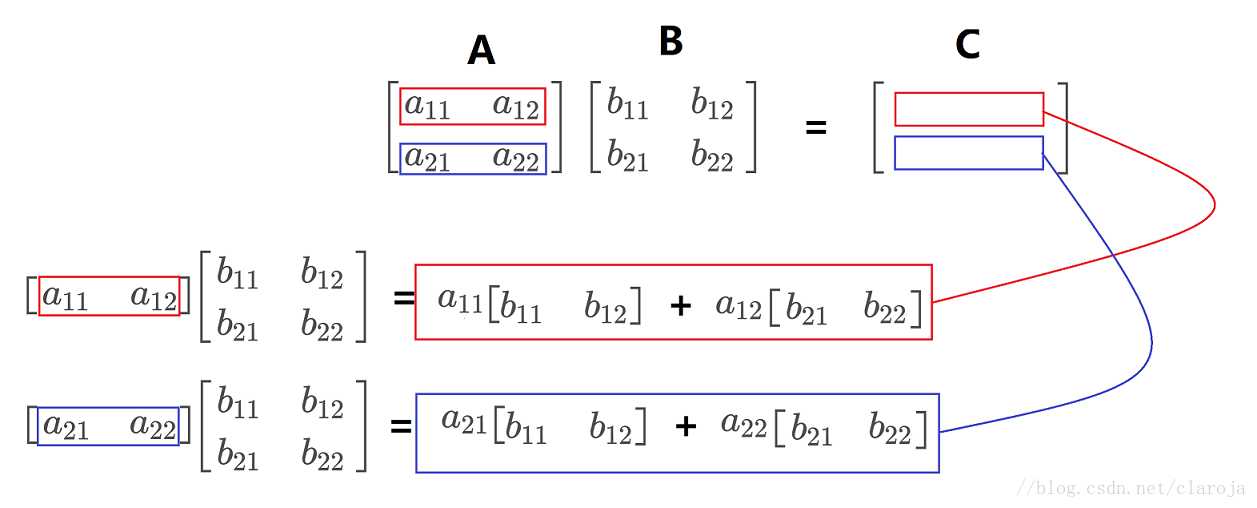 A B C
[a₁₁ a₁₂ [b₁₁ b₁₂ = [
a₂₁ a₂₂] b₂₁ b₂₂] ]
[a₁₁ a₁₂] [b₁₁ b₁₂ = a₁₁[b₁₁ b₁₂] + a₁₂[b₂₁ b₂₂]
b₂₁ b₂₂]
[a₂₁ a₂₂] [b₁₁ b₁₂ = a₂₁[b₁₁ b₁₂] + a₂₂[b₂₁ b₂₂]
b₂₁ b₂₂]
//blog.csdn.net/claroja